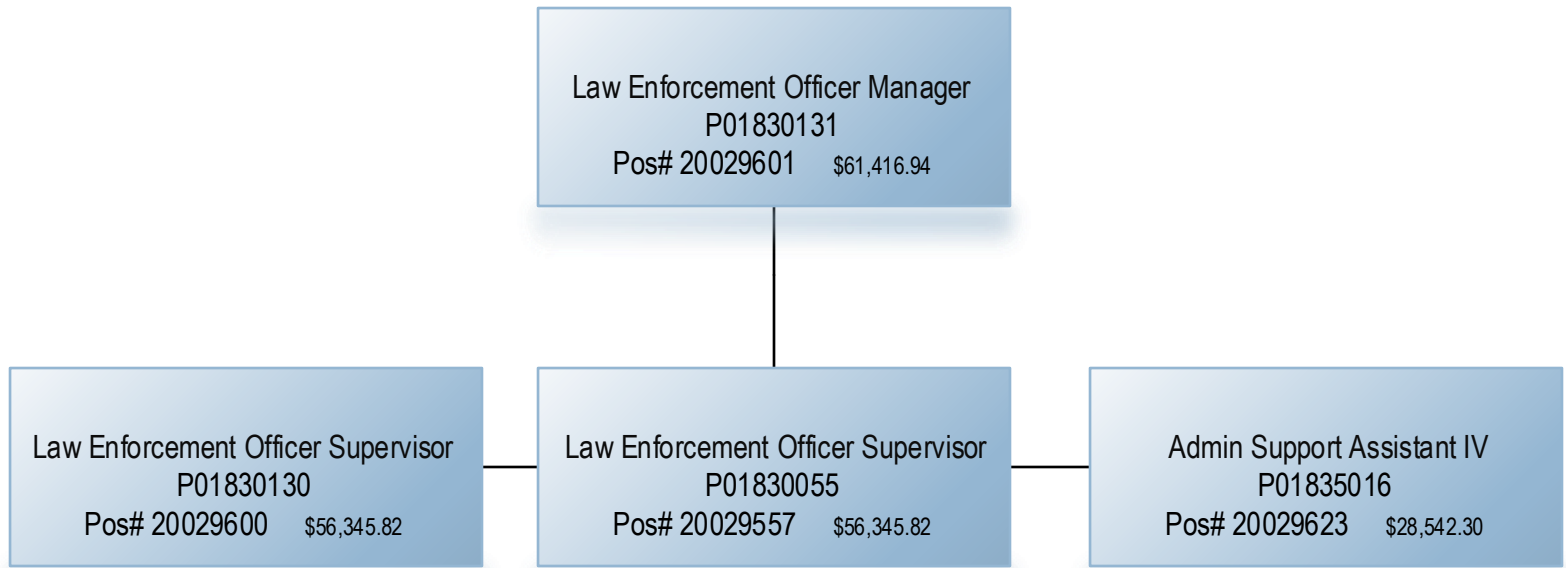 Law Enforcement Officer Manager
P01830131
Pos# 20029601 $61,416.94
Law Enforcement Officer Supervisor
P01830130
Pos# 20029600 $56,345.82
Law Enforcement Officer Supervisor
P01830055
Pos# 20029557 $56,345.82
Admin Support Assistant IV
P01835016
Pos# 20029623 $28,542.30